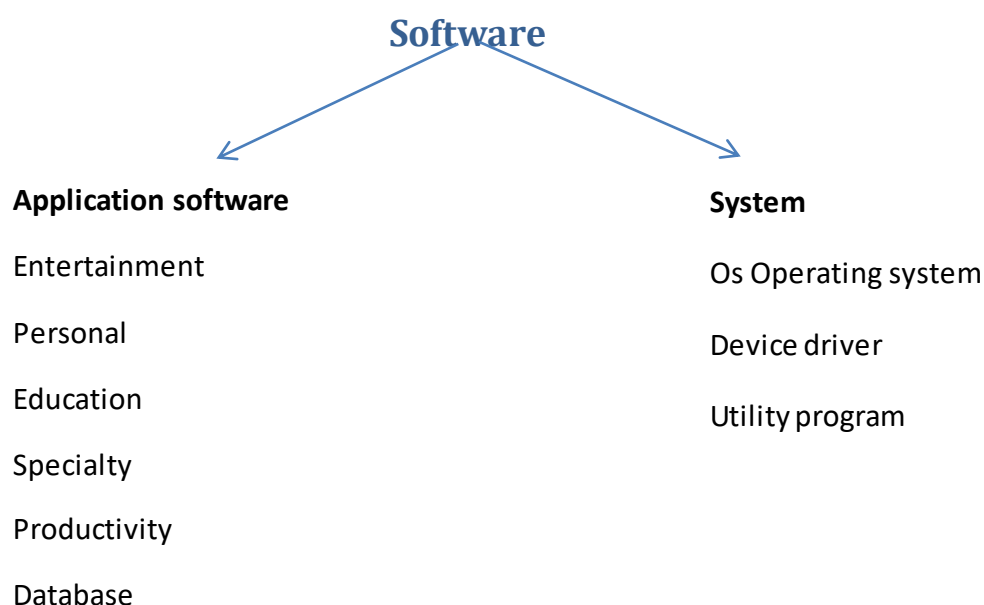 Software
Application software
Entertainment
Personal
Education
Specialty
Productivity
Database
System
Os Operating system
Device driver
Utility program